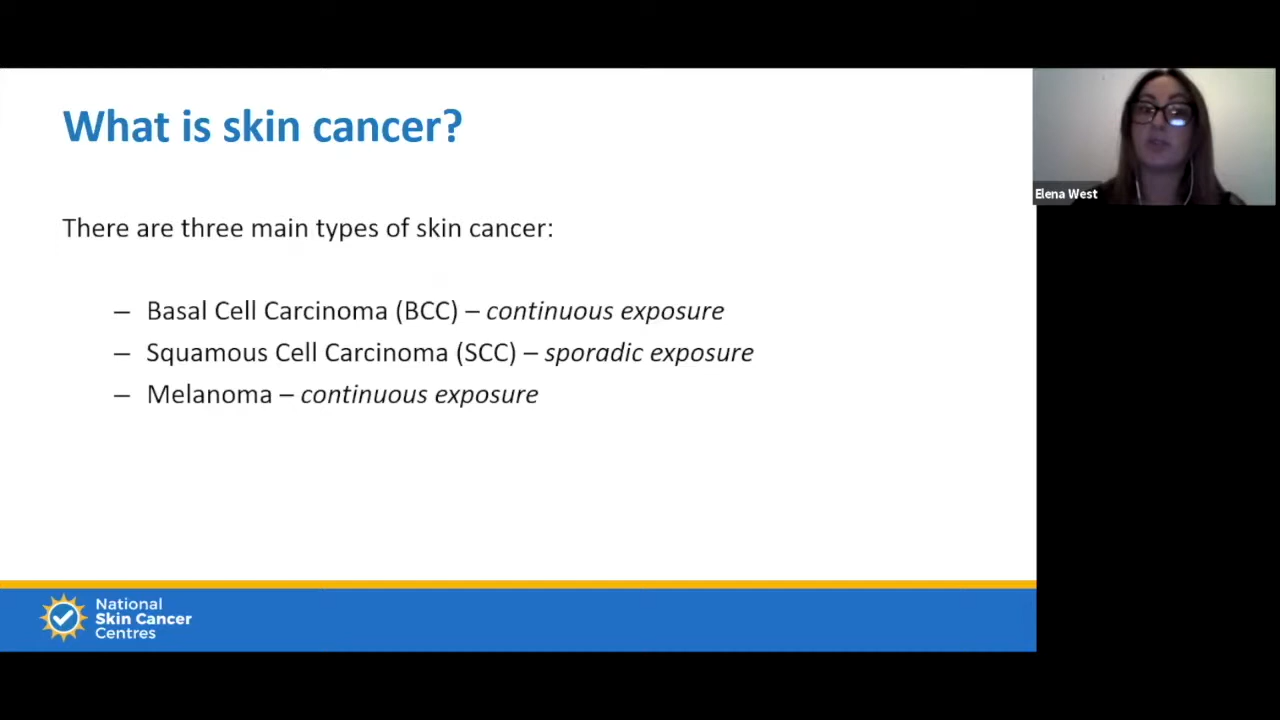 What is skin cancer?
There are three main types of skin cancer:
– Basal Cell Carcinoma (BCC) – continuous exposure
– Squamous Cell Carcinoma (SCC) – sporadic exposure
– Melanoma – continuous exposure
National
Skin Cancer
Centres
Elena West